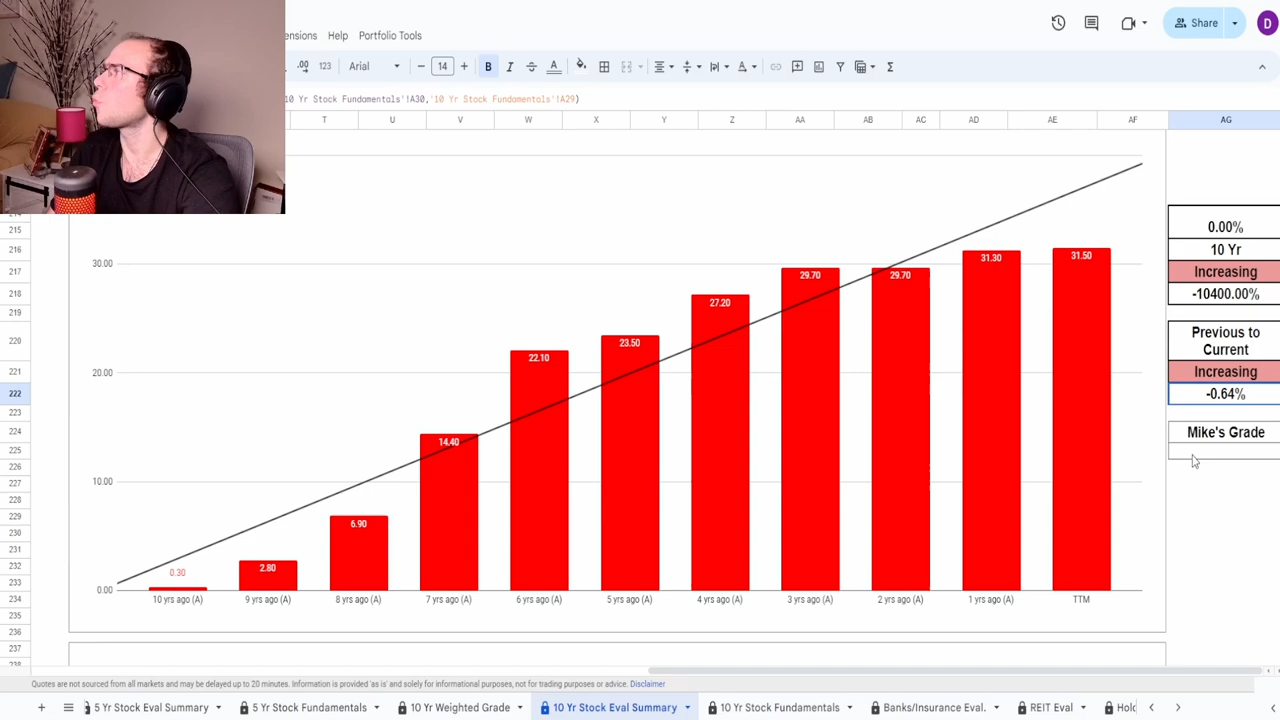 ensions Help Portfolio Tools
Share
D
.00 123 Arial 14 B I A Σ
10 Yr Stock Fundamentals'!A30,'10 Yr Stock Fundamentals'!A29)
T U V W X Y Z AA AB AC AD AE AF AG
215
216
217
218
219
220
221
222
223
224
225
226
227
228
229
230
231
232
233
234
235
236
237
30.00
20.00
10.00
0.00
0.30
2.80
6.90
14.40
22.10
23.50
27.20
29.70
29.70
31.30
31.50
10 yrs ago (A) 9 yrs ago (A) 8 yrs ago (A) 7 yrs ago (A) 6 yrs ago (A) 5 yrs ago (A) 4 yrs ago (A) 3 yrs ago (A) 2 yrs ago (A) 1 yrs ago (A) TTM
0.00%
10 Yr
Increasing
-10400.00%
Previous to
Current
Increasing
-0.64%
Mike's Grade
Quotes are not sourced from all markets and may be delayed up to 20 minutes. Information is provided 'as is' and solely for informational purposes, not for trading purposes or advice. Disclaimer
5 Yr Stock Eval Summary 5 Yr Stock Fundamentals 10 Yr Weighted Grade 10 Yr Stock Eval Summary 10 Yr Stock Fundamentals Banks/Insurance Eval. REIT Eval Hol